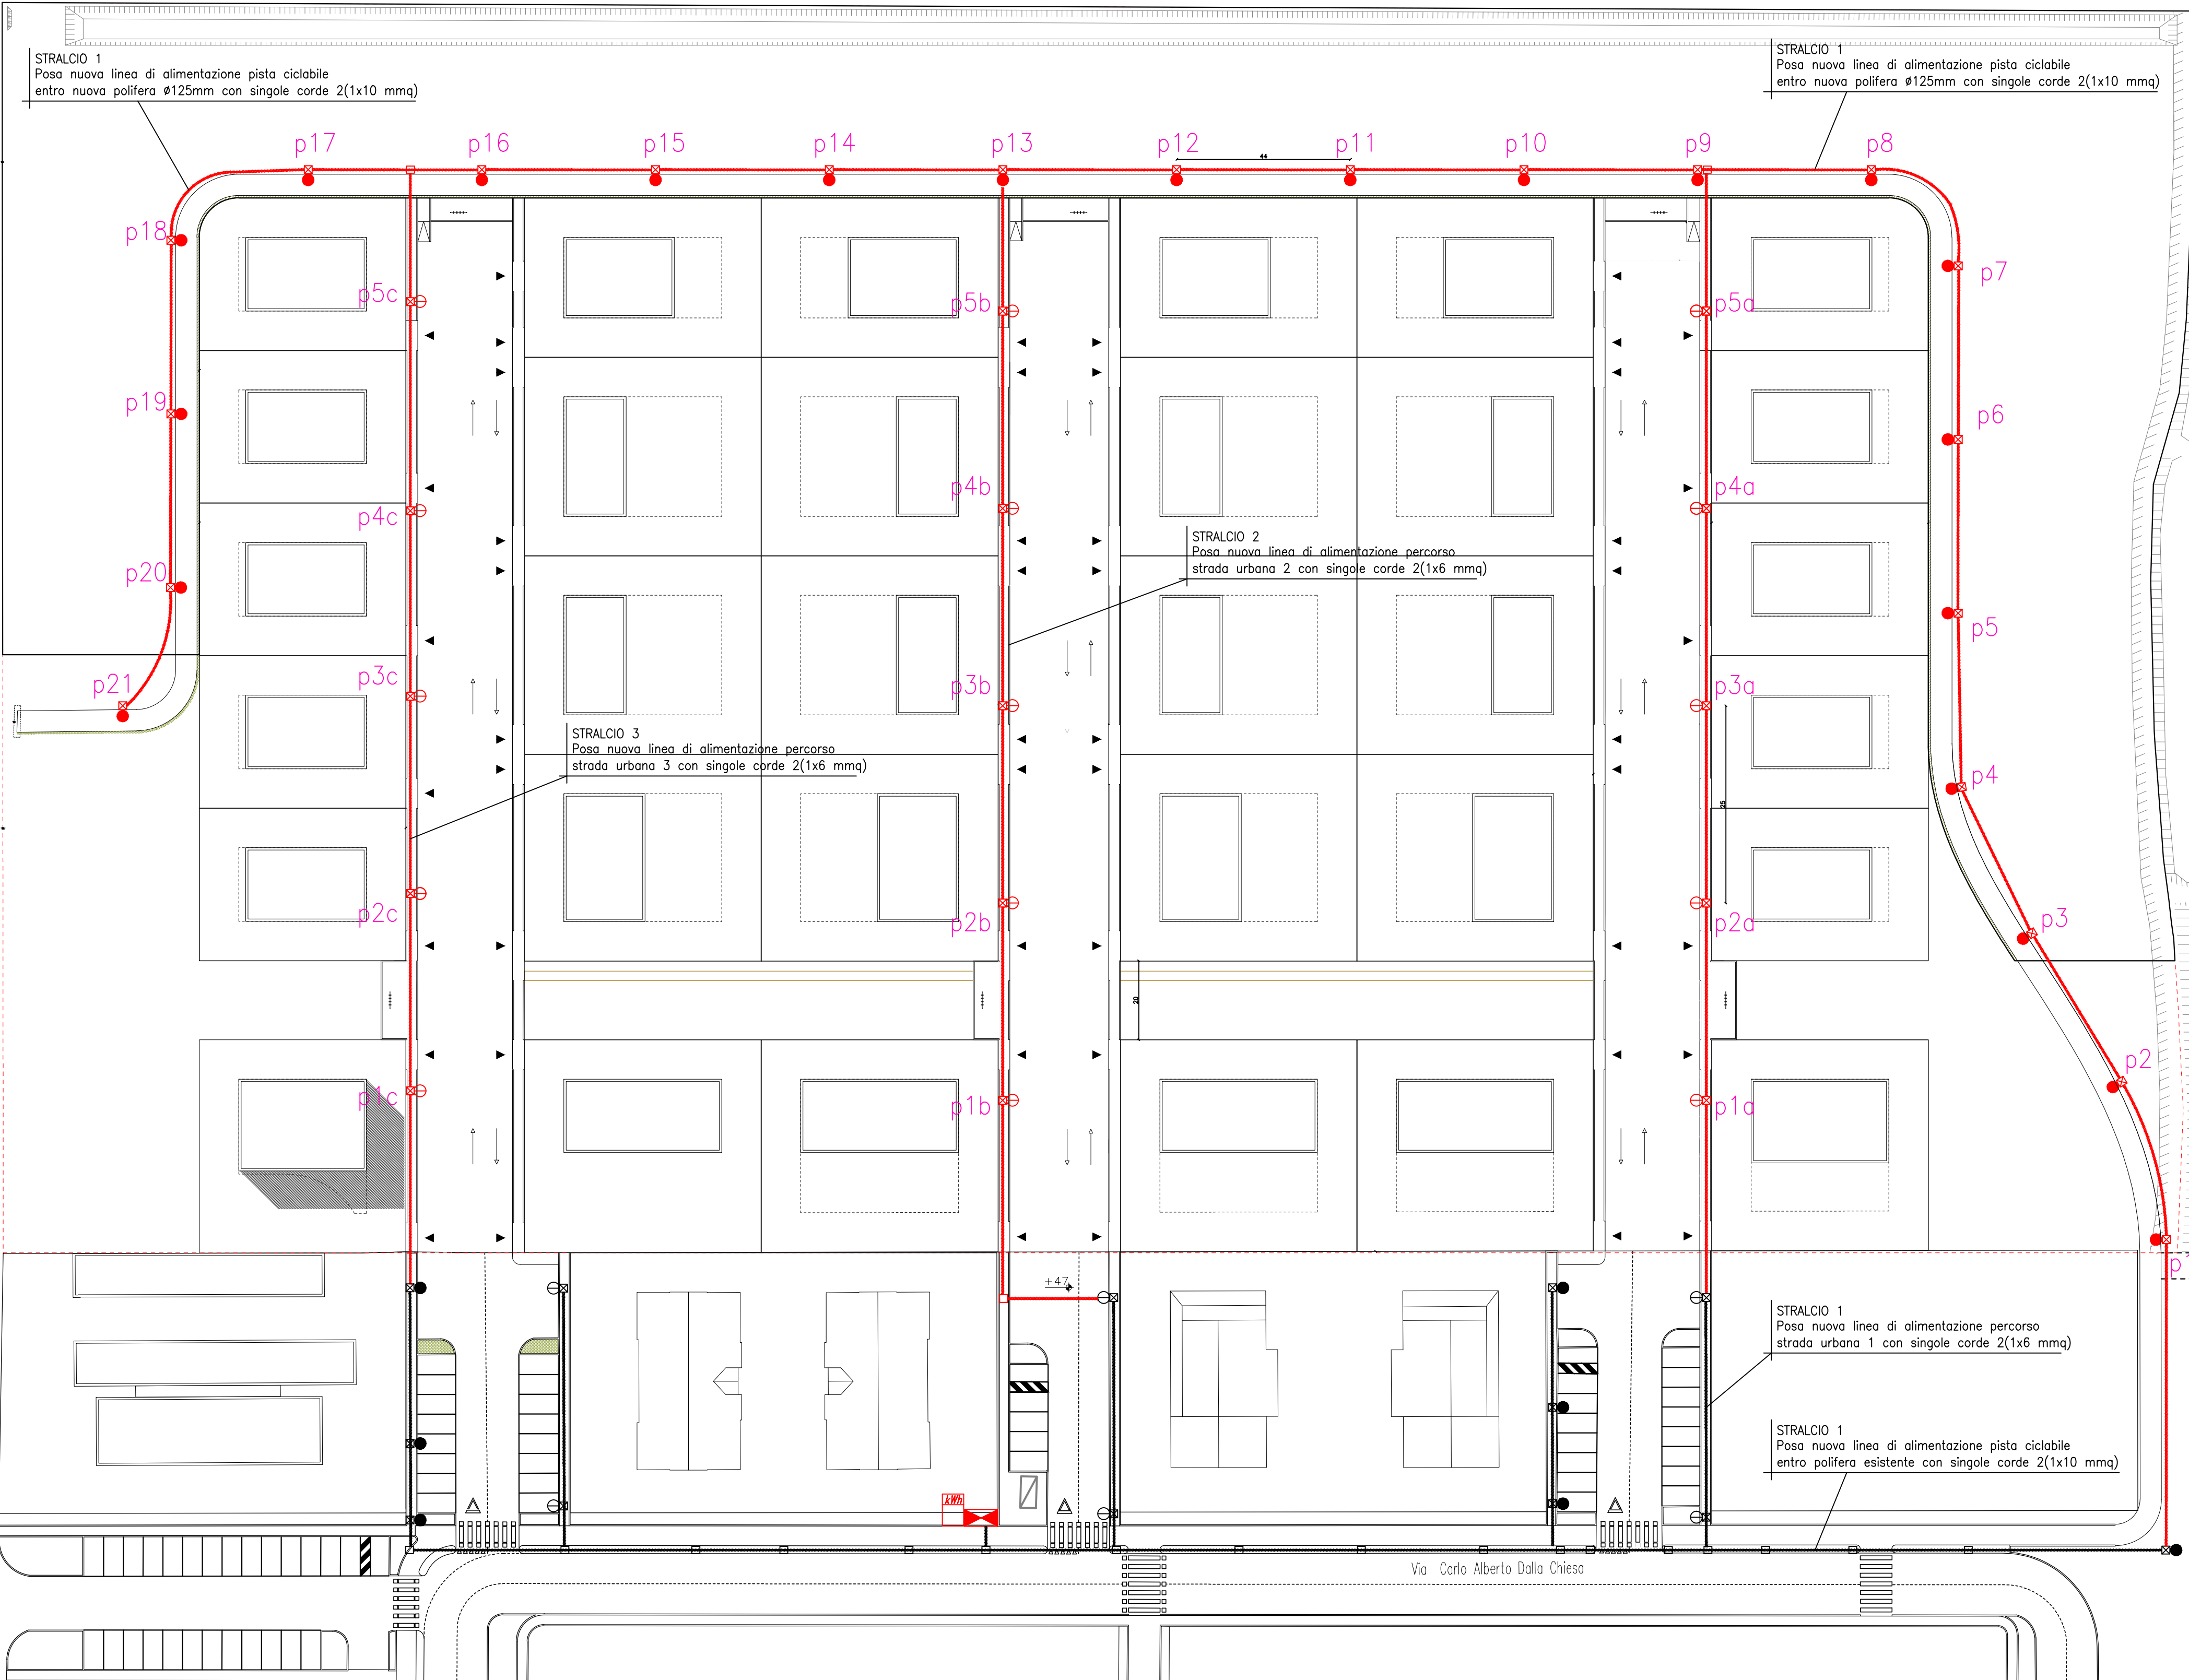 STRALCIO 1
Posa nuova linea di alimentazione pista ciclabile
entro nuova polifera ø125mm con singole corde 2(1x10 mmq)
STRALCIO 1
Posa nuova linea di alimentazione pista ciclabile
entro nuova polifera ø125mm con singole corde 2(1x10 mmq)
p17
p16
p15
p14
p13
p12
44
p11
p10
p9
p8
p18
p7
p5c
p5b
p5a
p19
p6
p4c
p4b
p4a
STRALCIO 2
Posa nuova linea di alimentazione percorso
strada urbana 2 con singole corde 2(1x6 mmq)
p20
p5
p21
p3c
p3b
p3a
STRALCIO 3
Posa nuova linea di alimentazione percorso
strada urbana 3 con singole corde 2(1x6 mmq)
p4
25
p2c
p2b
p2a
p3
20
p2
p1c
p1b
p1a
p1
+47
STRALCIO 1
Posa nuova linea di alimentazione percorso
strada urbana 1 con singole corde 2(1x6 mmq)
STRALCIO 1
Posa nuova linea di alimentazione pista ciclabile
entro polifera esistente con singole corde 2(1x10 mmq)
kWh
Via Carlo Alberto Dalla Chiesa